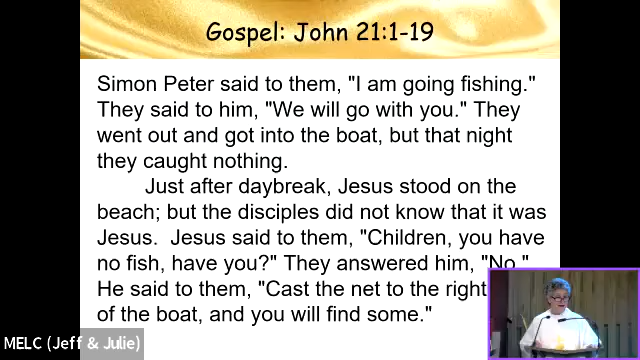 Gospel: John 21:1-19
Simon Peter said to them, "I am going fishing."
They said to him, "We will go with you." They
went out and got into the boat, but that night
they caught nothing.
Just after daybreak, Jesus stood on the
beach; but the disciples did not know that it was
Jesus.  Jesus said to them, "Children, you have
no fish, have you?" They answered him, "No."
He said to them, "Cast the net to the right
of the boat, and you will find some."
MELC (Jeff & Julie)